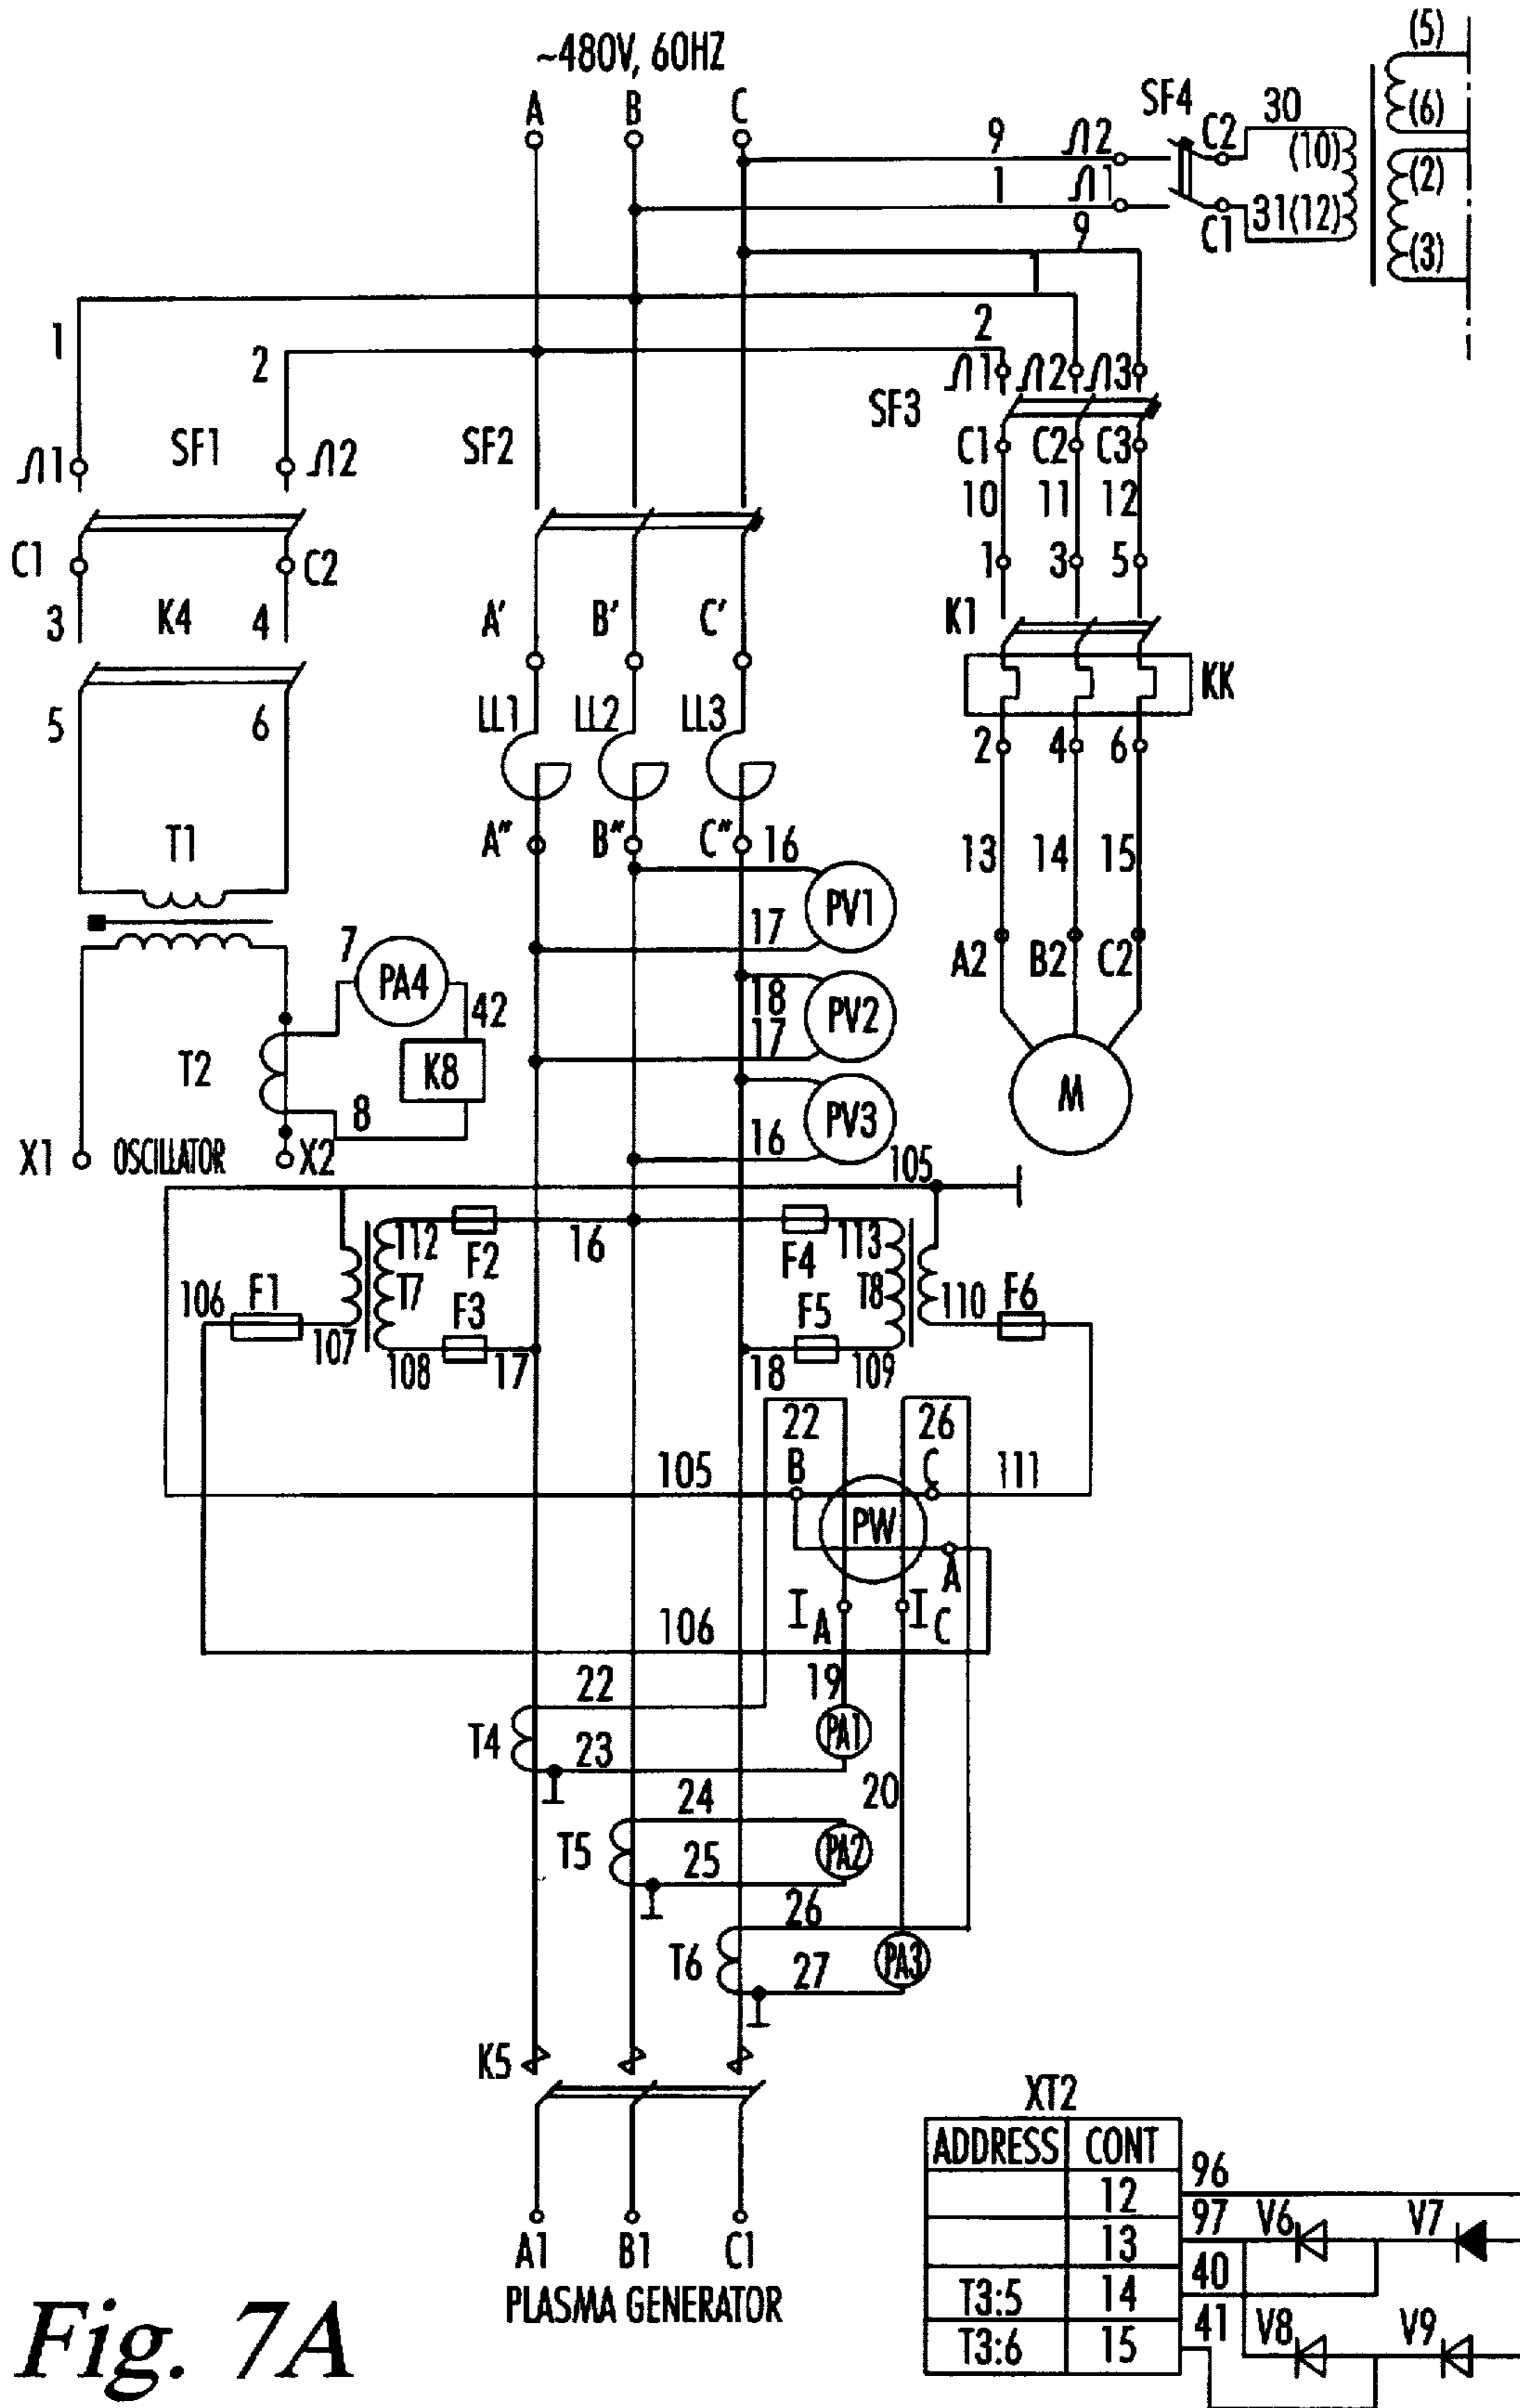 ~480V, 60HZ
A B C
(5)
(6)
(2)
(3)
SF4
9 Л2 C2 30 (10)
1 Л1 C1 31(12)
9
1 2 2
Л1 SF1 Л2 SF2 SF3 Л1 Л2 Л3
C1 C2 C3
10 11 12
C1 C2
1 3 5
3 K4 4 A' B' C' K1
KK
5 6 LL1 LL2 LL3
2 4 6
T1 A" B" C" 16 13 14 15
PV1
17
7 PA4 42 A2 B2 C2
18 PV2
17
T2 K8 M
8 PV3
16
X1 OSCILLATOR X2
105
112 F2 16 F4 113
106 F1 T7 F3 F5 T8 110 F6
107 108 17 18 109
22 26
105 B C 111
PW
A
I A I C
106
22 19
T4 23 PA1
24 20
T5 25 PA2
26
T6 27 PA3
K5
A1 B1 C1
PLASMA GENERATOR
XT2
ADDRESS CONT
12 96
13 97 V6 V7
T3:5 14 40
T3:6 15 41 V8 V9
Fig. 7A